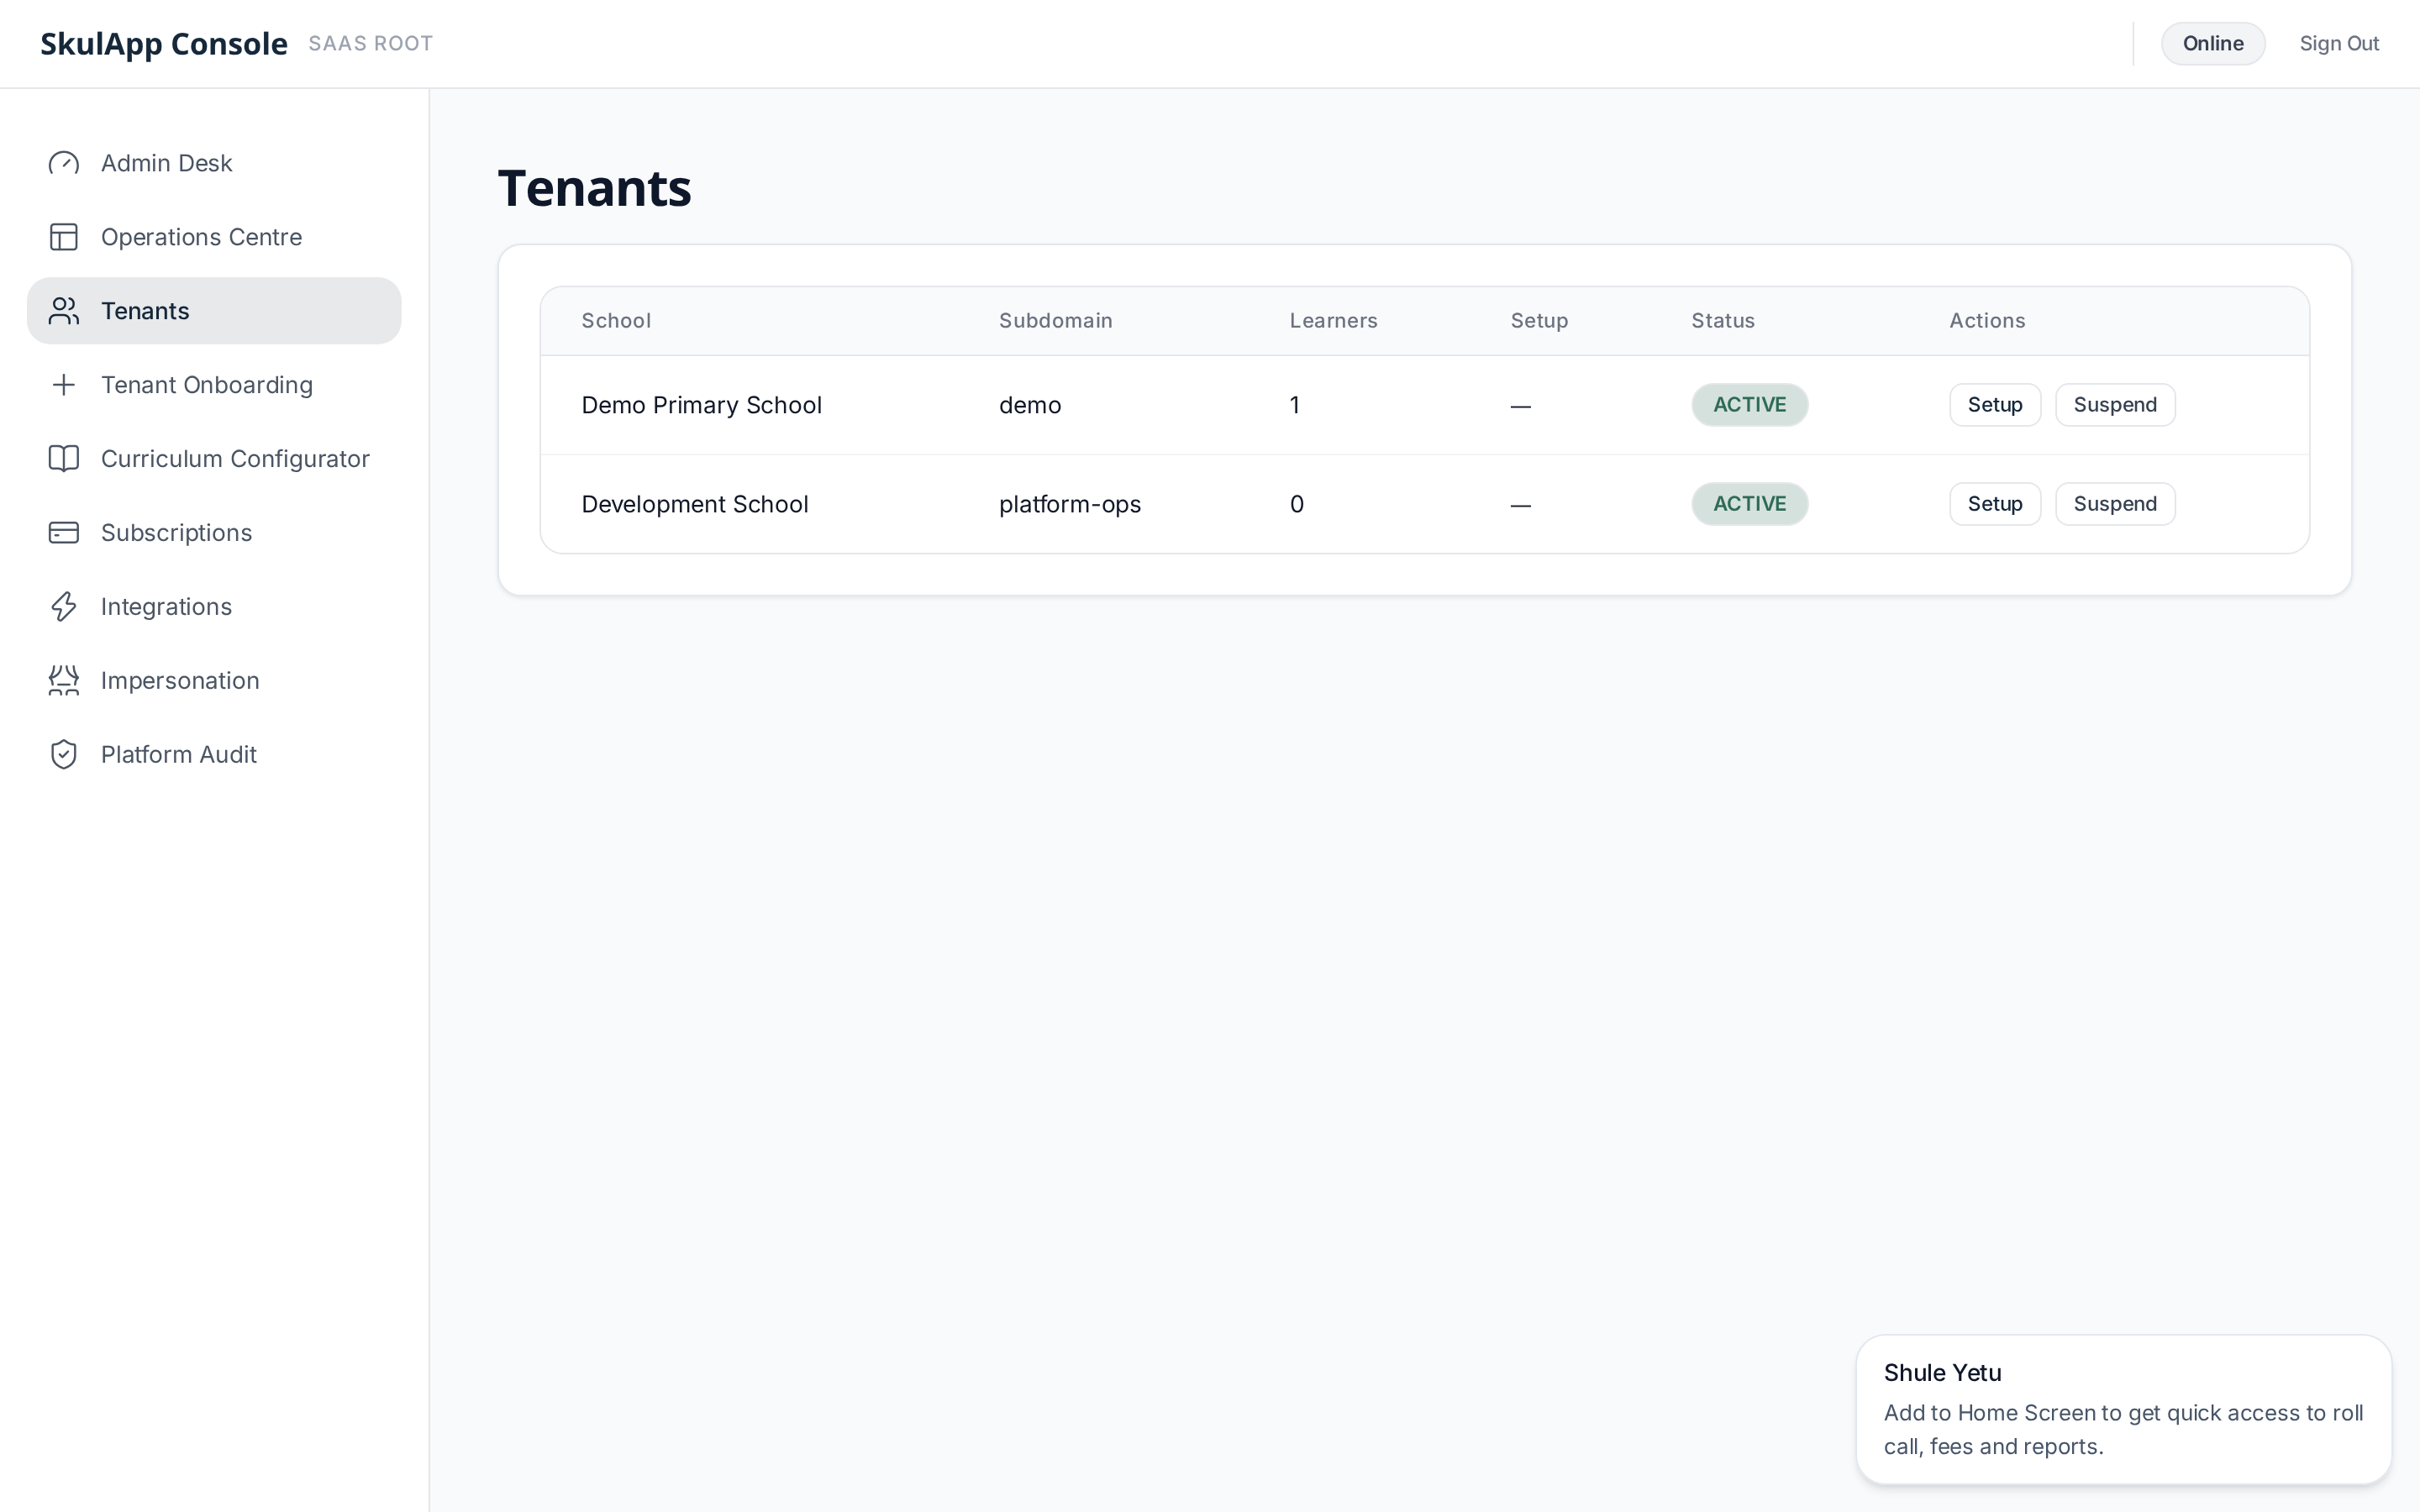 SkulApp Console SAAS ROOT
Online
Sign Out
Admin Desk
Operations Centre
Tenants
Tenant Onboarding
Curriculum Configurator
Subscriptions
Integrations
Impersonation
Platform Audit
Tenants
School Subdomain Learners Setup Status Actions
Demo Primary School demo 1 — ACTIVE Setup Suspend
Development School platform-ops 0 — ACTIVE Setup Suspend
Shule Yetu
Add to Home Screen to get quick access to roll
call, fees and reports.